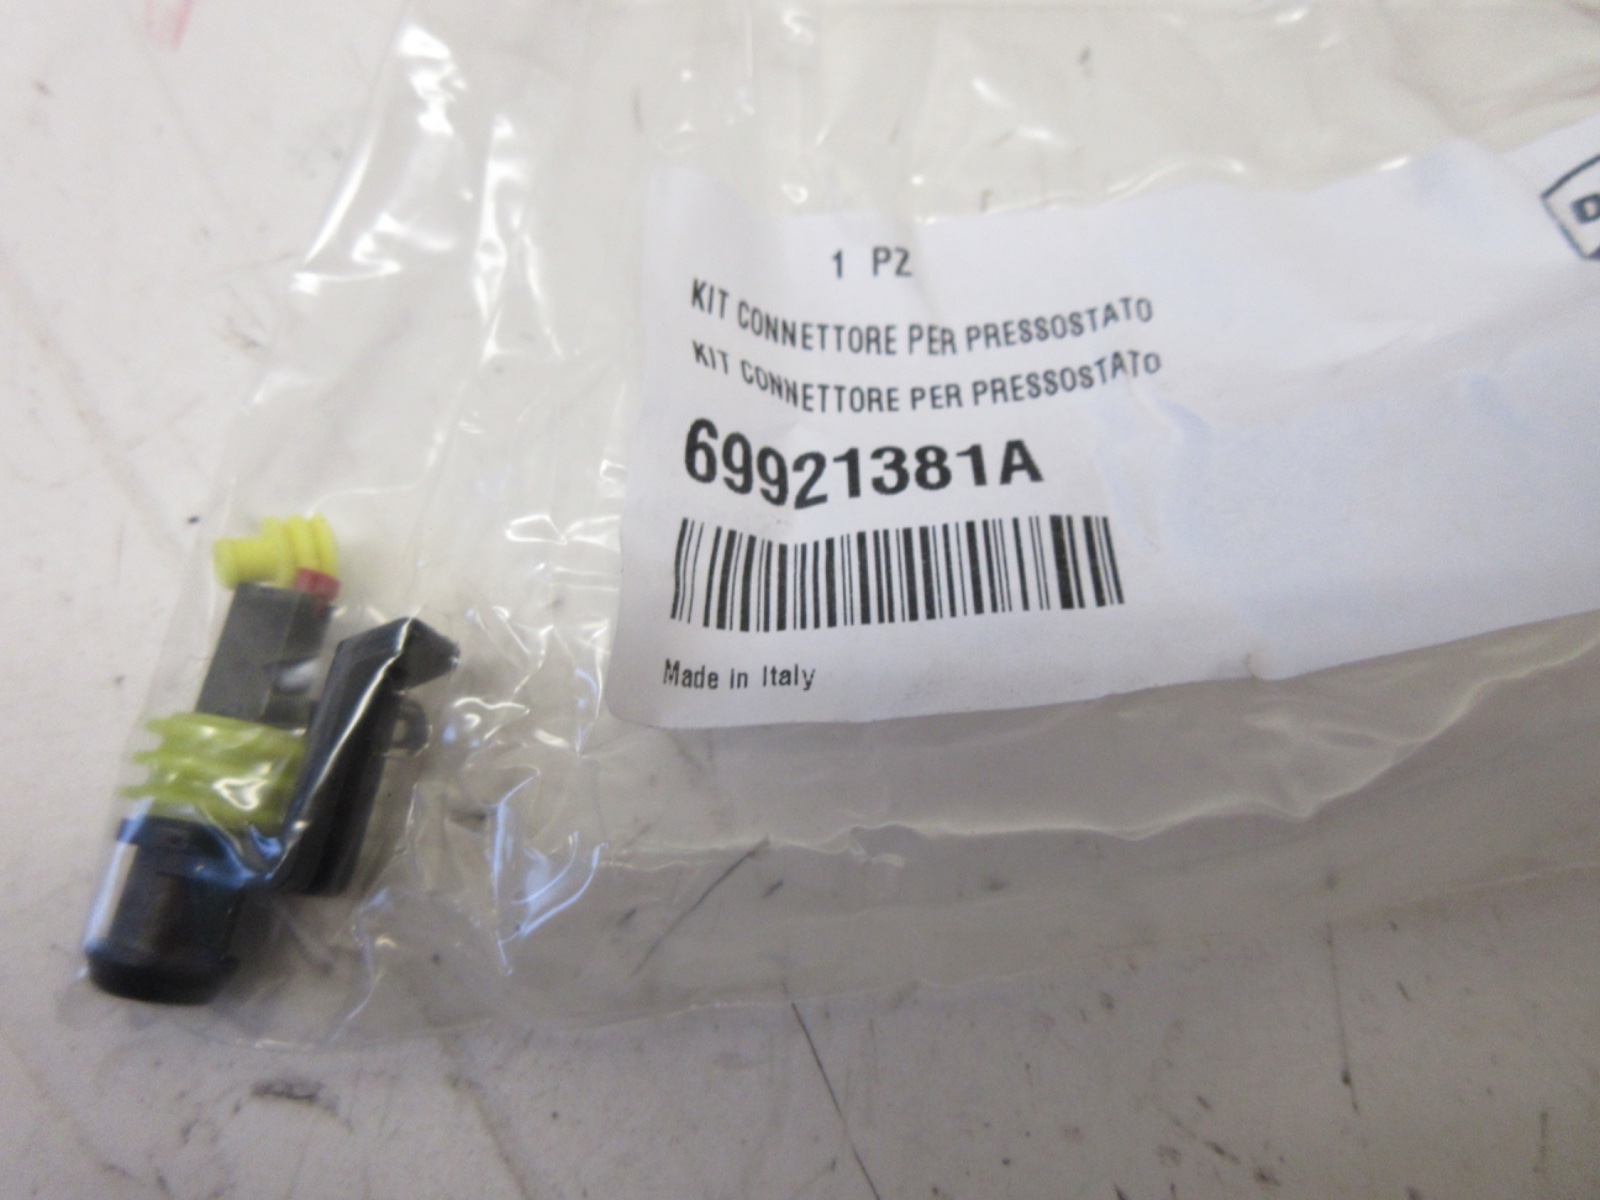 1 PZ
KIT CONNETTORE PER PRESSOSTATO
KIT CONNETTORE PER PRESSOSTATO
69921381A
Made in Italy
D